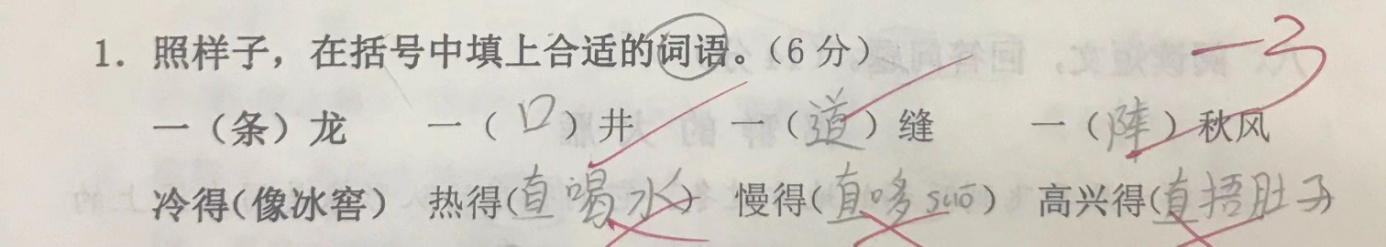 1. 照样子，在括号中填上合适的词语。（6分） -3
一（条）龙 一（口）井 一（道）缝 一（阵）秋风
冷得（像冰窖） 热得（直喝水） 慢得（直哆suō） 高兴得（直捂肚子）